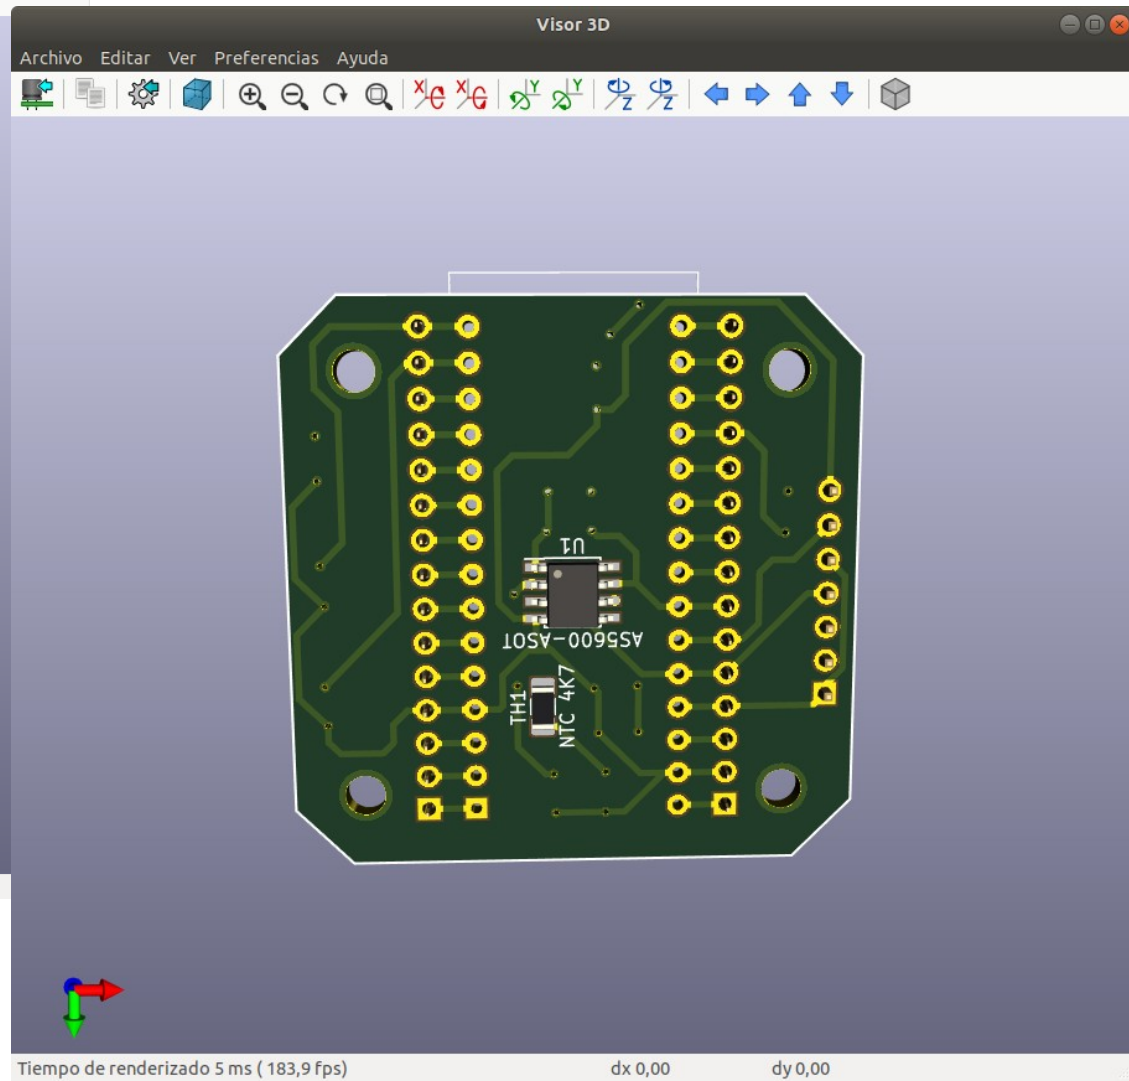 Visor 3D
Archivo Editar Ver Preferencias Ayuda
X X Y Y Z Z
U1
AS5600-ASOT
TH1
NTC 4K7
Tiempo de renderizado 5 ms ( 183,9 fps) dx 0,00 dy 0,00